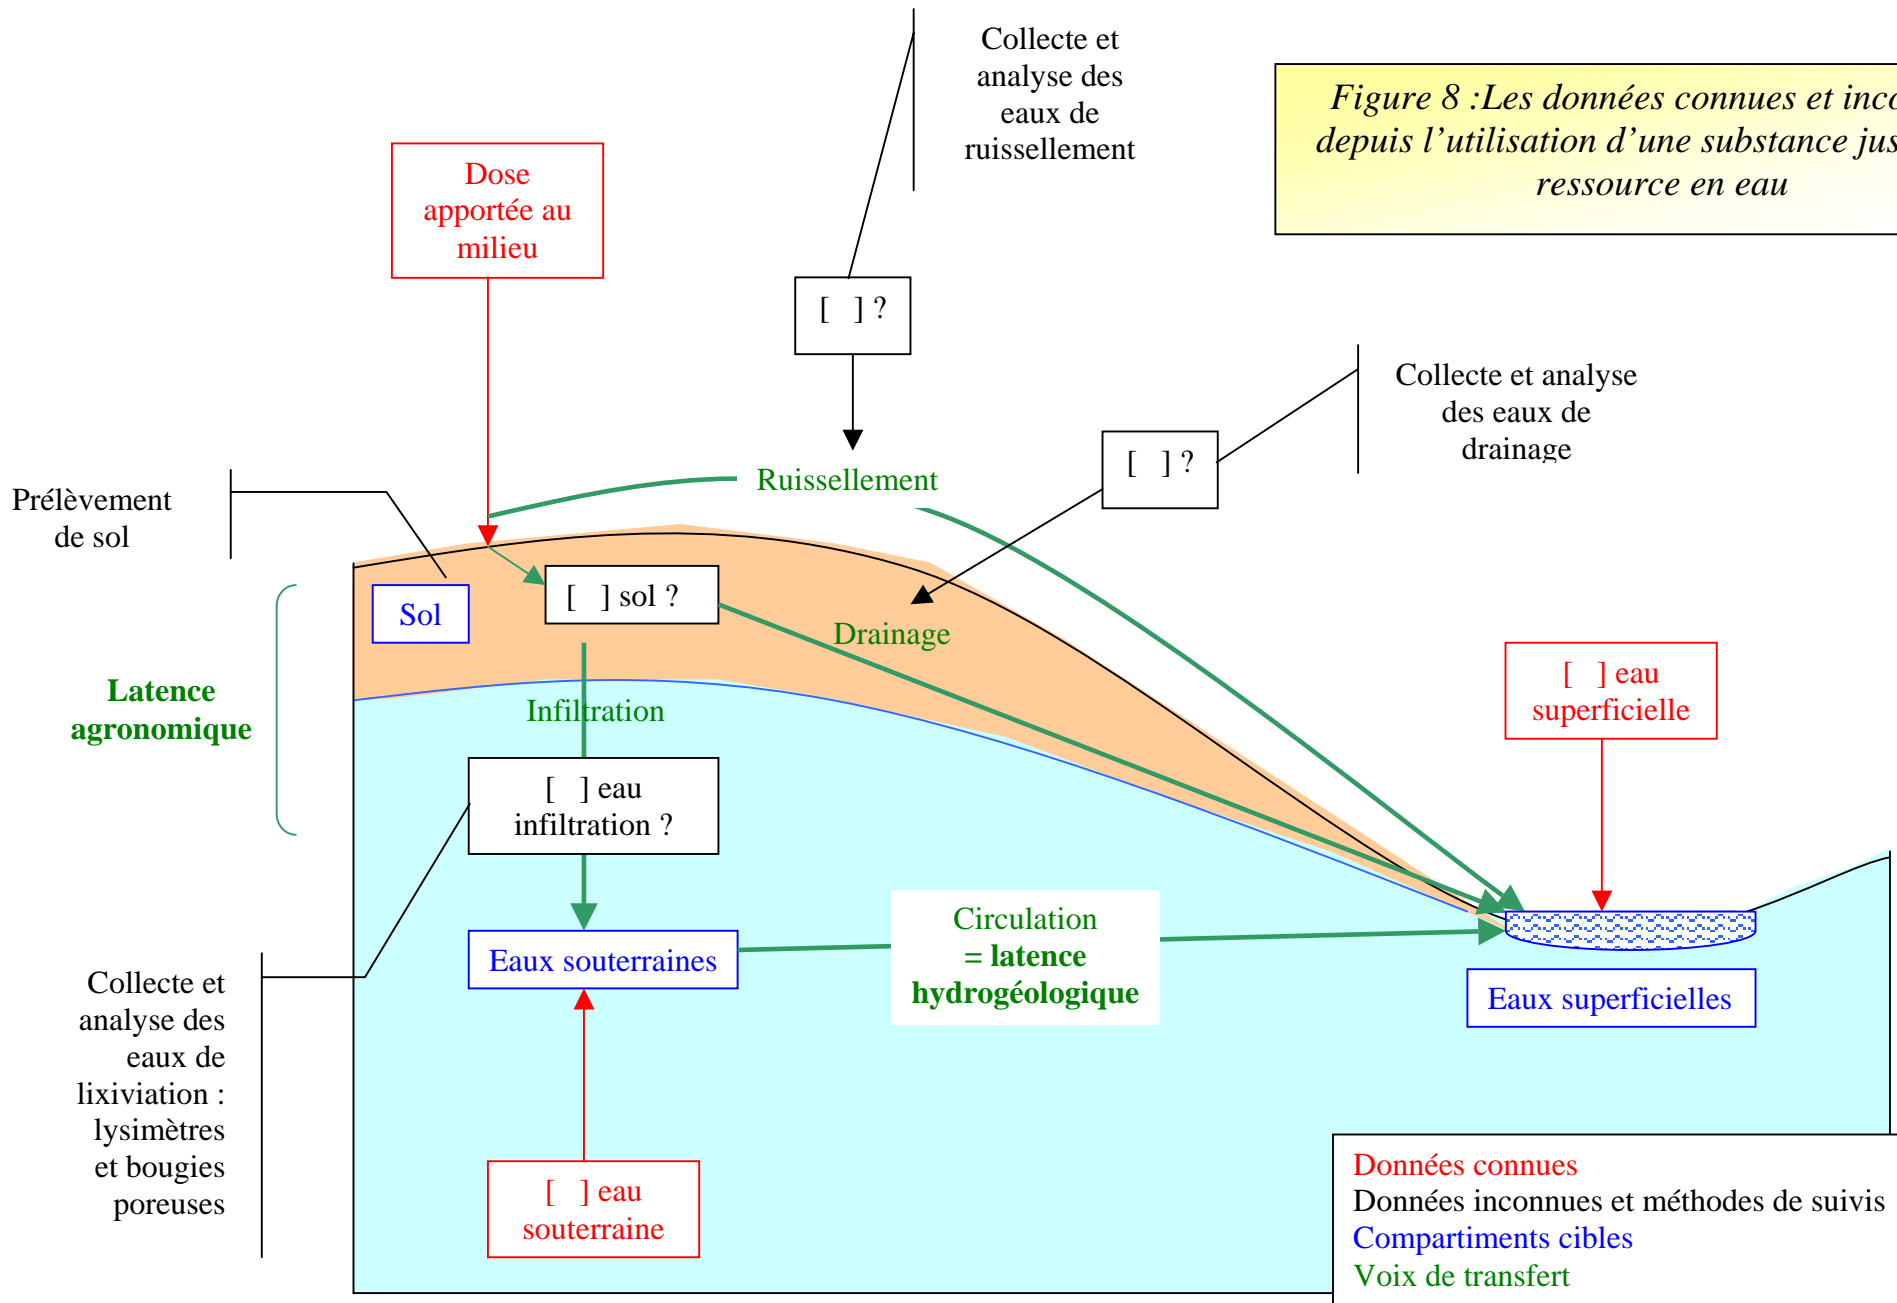 Collecte et
analyse des
eaux de
ruissellement
Figure 8 :Les données connues et inco
depuis l’utilisation d’une substance jus
ressource en eau
Dose
apportée au
milieu
[ ] ?
Collecte et analyse
des eaux de
drainage
[ ] ?
Ruissellement
Prélèvement
de sol
Sol
[ ] sol ?
Drainage
Latence
agronomique
Infiltration
[ ] eau
superficielle
[ ] eau
infiltration ?
Circulation
= latence
hydrogéologique
Eaux souterraines
Eaux superficielles
Collecte et
analyse des
eaux de
lixiviation :
lysimètres
et bougies
poreuses
[ ] eau
souterraine
Données connues
Données inconnues et méthodes de suivis
Compartiments cibles
Voix de transfert